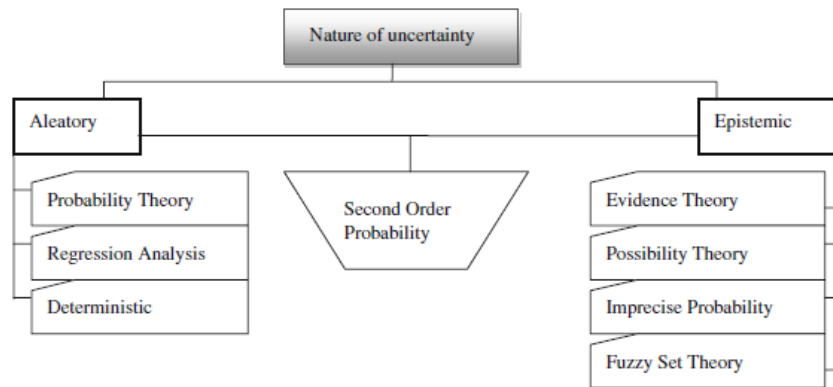 Nature of uncertainty
Aleatory
Epistemic
Probability Theory
Regression Analysis
Deterministic
Second Order
Probability
Evidence Theory
Possibility Theory
Imprecise Probability
Fuzzy Set Theory